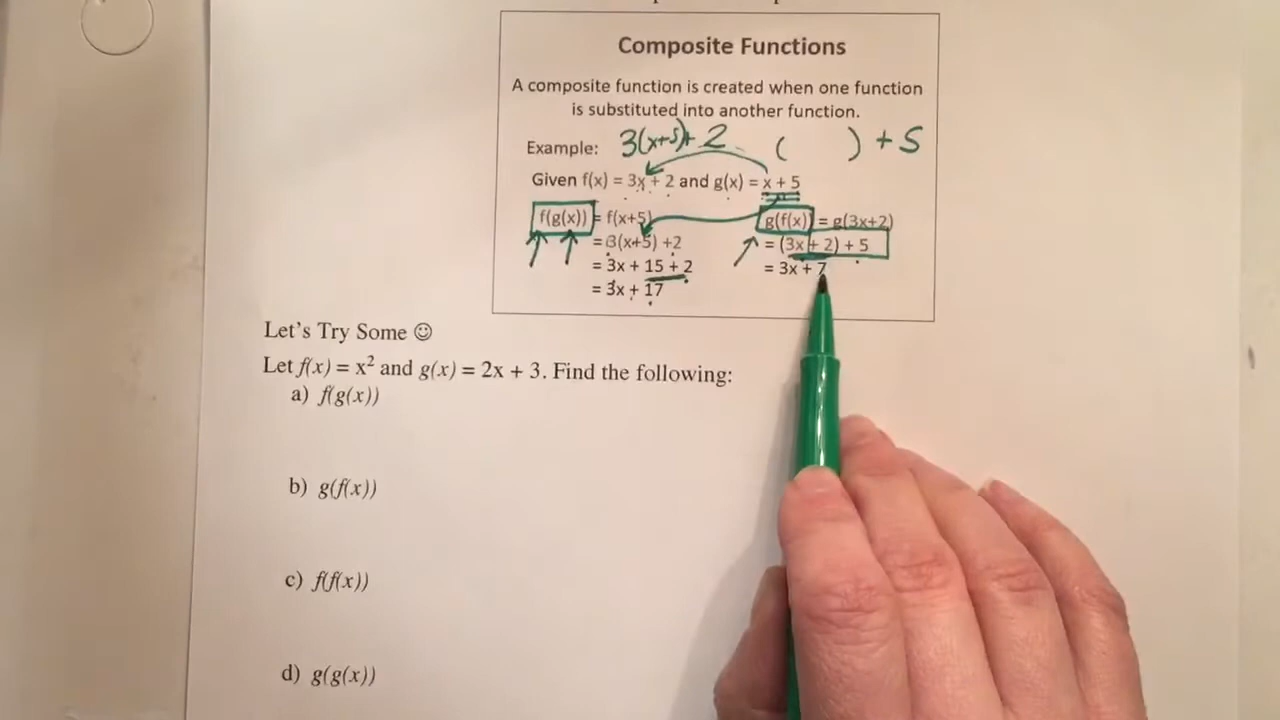 Composite Functions
A composite function is created when one function
is substituted into another function.
3(x+5)+2 ( ) + 5
Example:
Given f(x) = 3x + 2 and g(x) = x + 5
f(g(x)) = f(x+5) g(f(x)) = g(3x+2)
= 3(x+5) +2 = (3x + 2) + 5
= 3x + 15 + 2 = 3x + 7
= 3x + 17
Let’s Try Some ☺
Let f(x) = x² and g(x) = 2x + 3. Find the following:
a) f(g(x))
b) g(f(x))
c) f(f(x))
d) g(g(x))